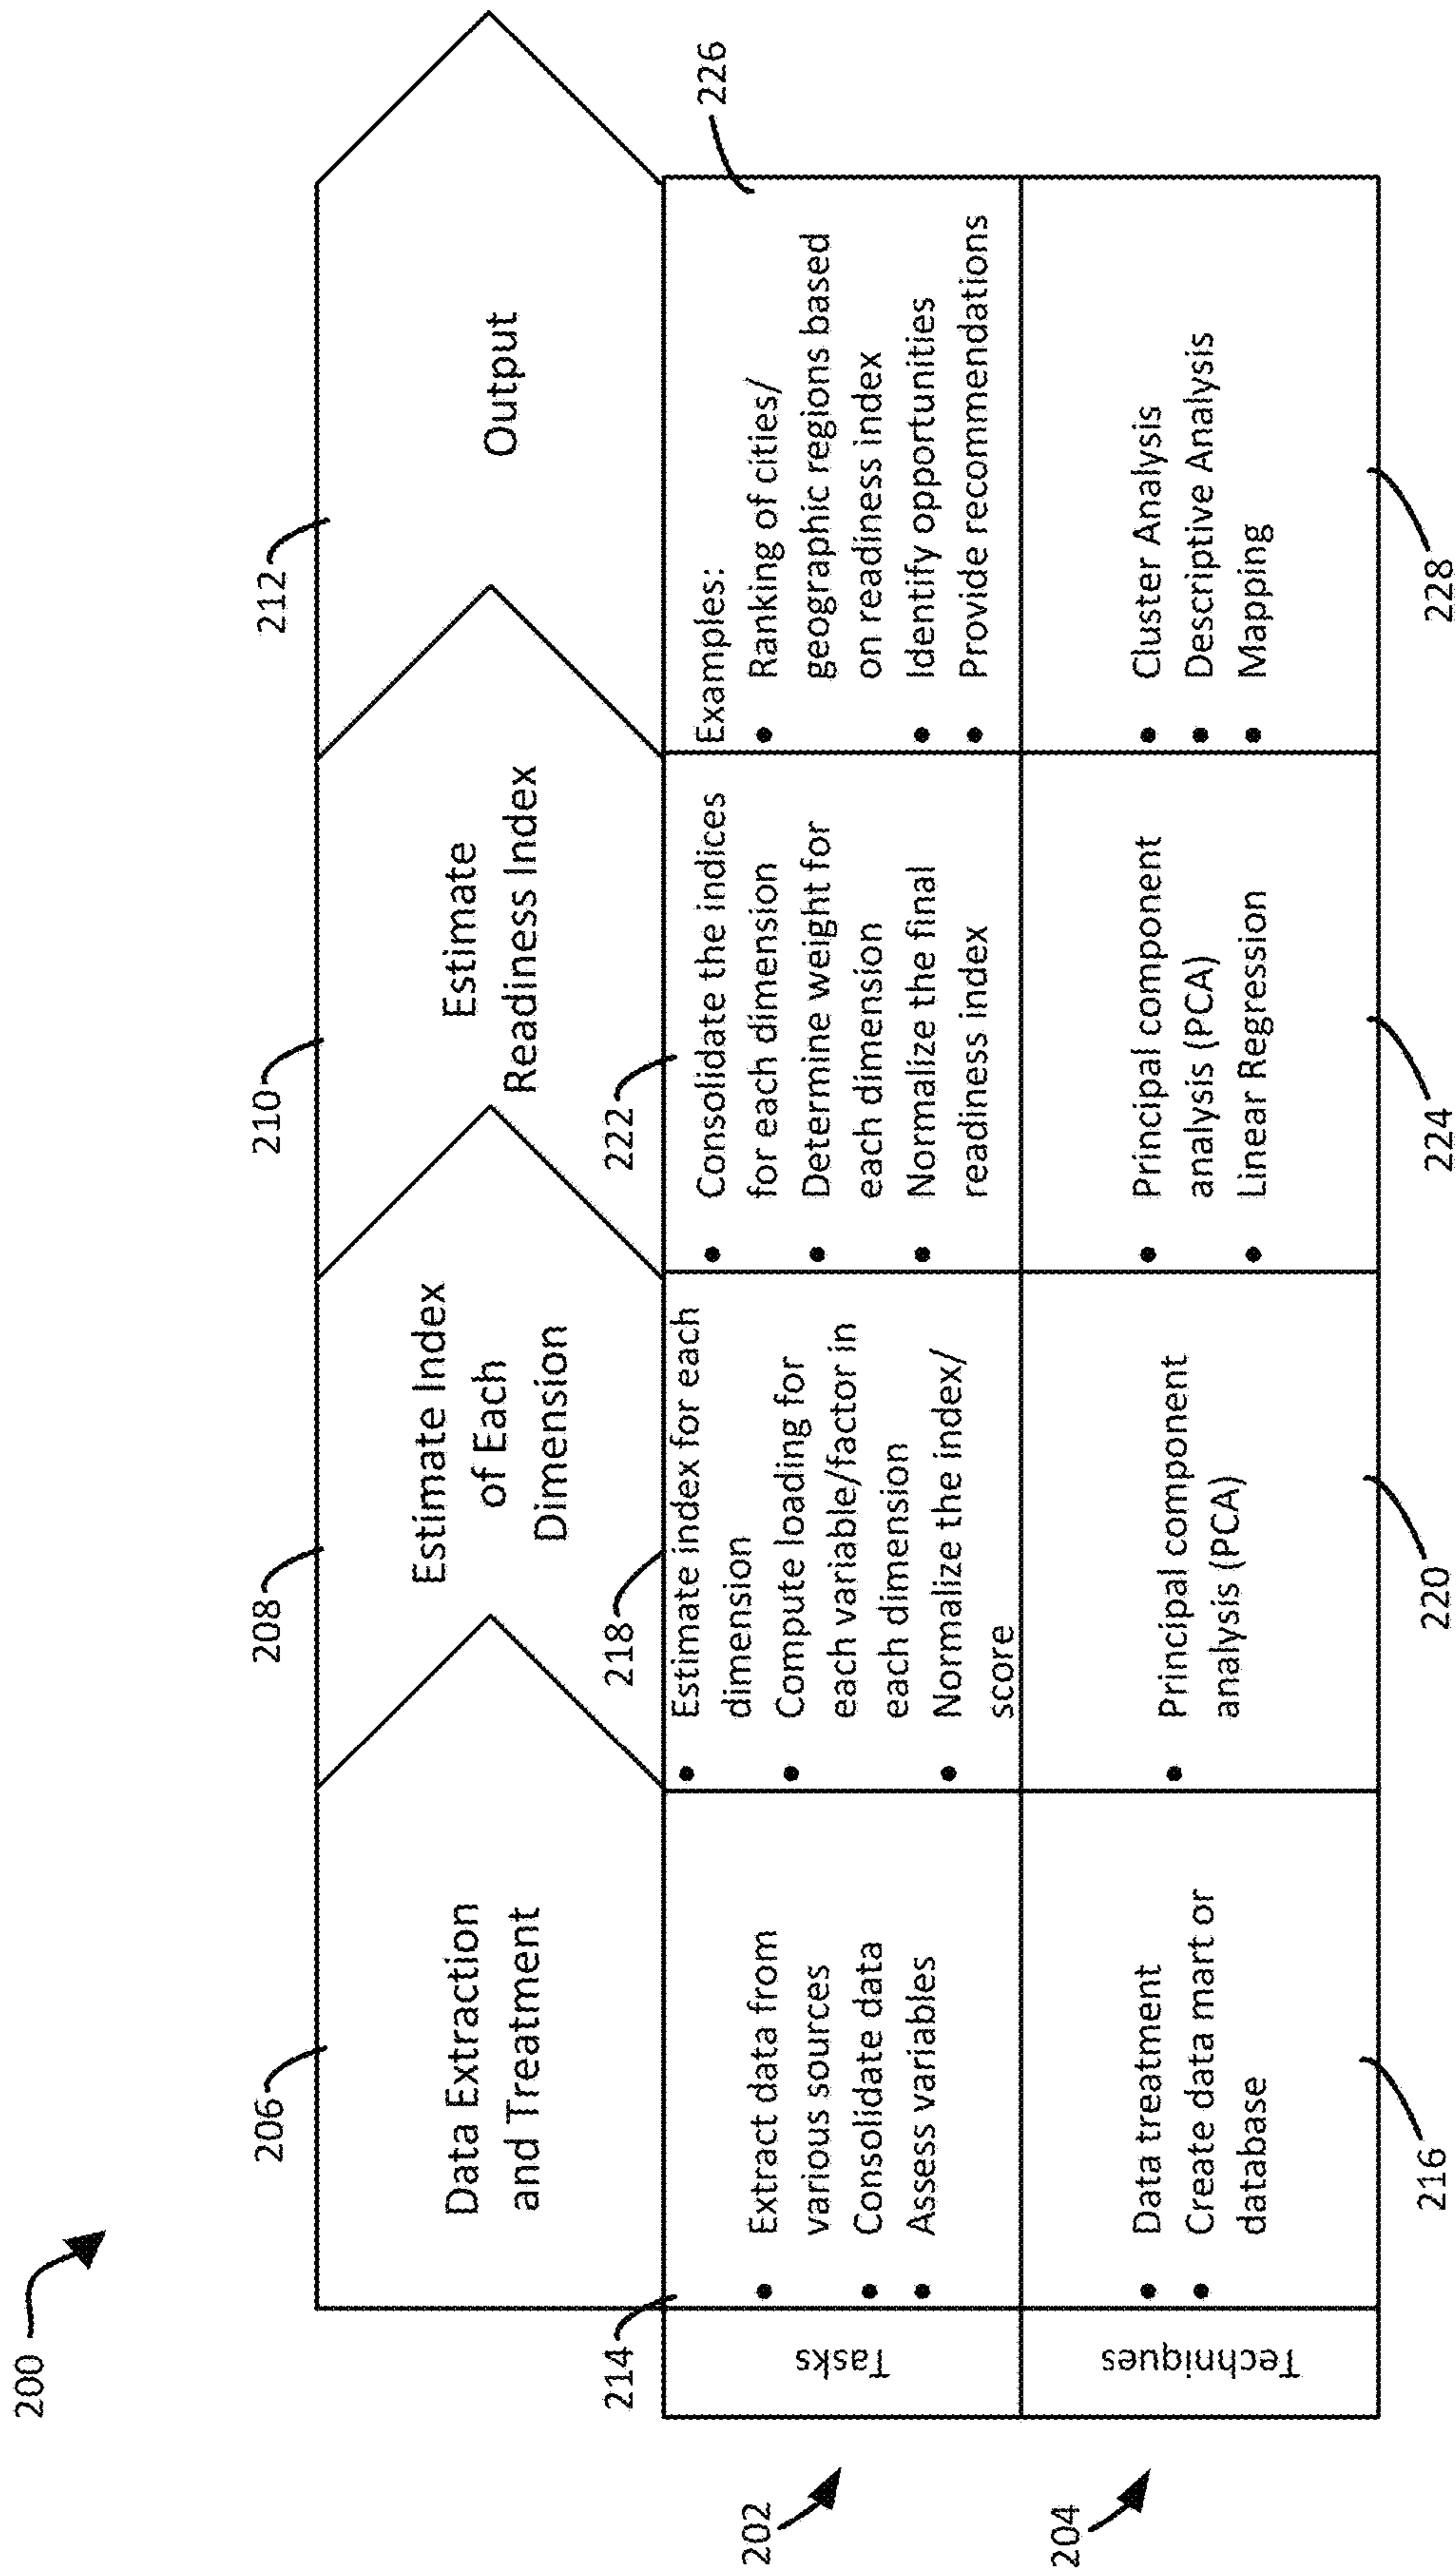 200
206
208
210
212
Data Extraction
and Treatment
Estimate Index
of Each
Dimension
Estimate
Readiness Index
Output
202
Tasks
214
• Extract data from
various sources
• Consolidate data
• Assess variables
218
• Estimate index for each
dimension
• Compute loading for
each variable/factor in
each dimension
• Normalize the index/
score
222
• Consolidate the indices
for each dimension
• Determine weight for
each dimension
• Normalize the final
readiness index
226
Examples:
• Ranking of cities/
geographic regions based
on readiness index
• Identify opportunities
• Provide recommendations
204
Techniques
• Data treatment
• Create data mart or
database
216
• Principal component
analysis (PCA)
220
• Principal component
analysis (PCA)
• Linear Regression
224
• Cluster Analysis
• Descriptive Analysis
• Mapping
228